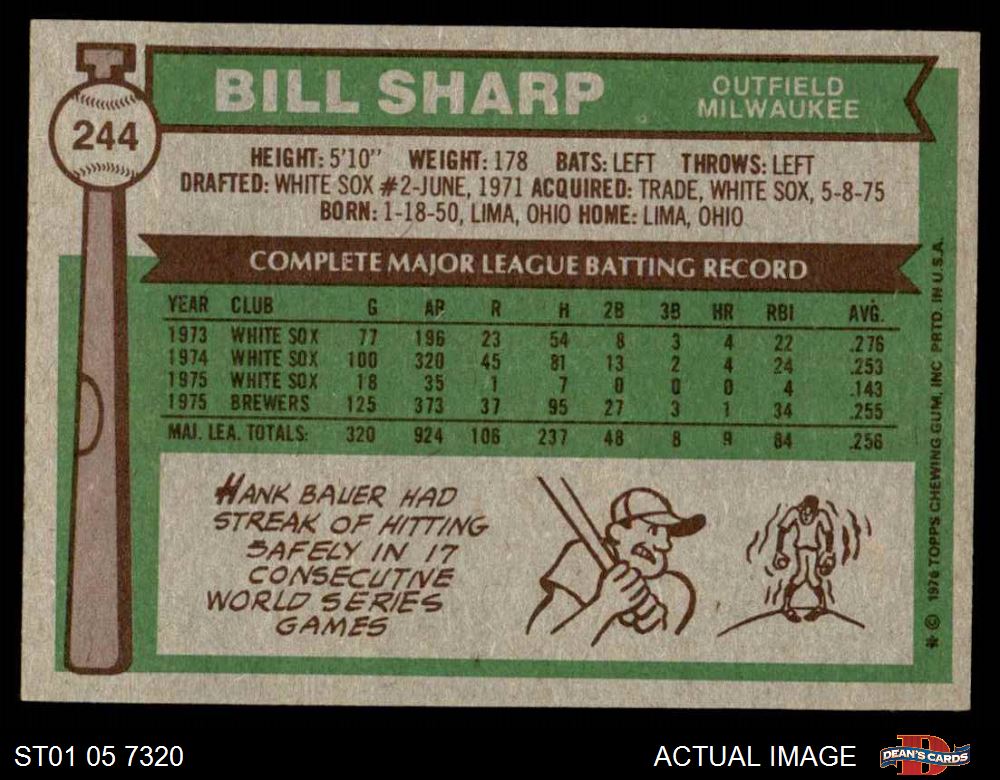 BILL SHARP
OUTFIELD
MILWAUKEE
244
HEIGHT: 5'10" WEIGHT: 178 BATS: LEFT THROWS: LEFT
DRAFTED: WHITE SOX #2-JUNE, 1971 ACQUIRED: TRADE, WHITE SOX, 5-8-75
BORN: 1-18-50, LIMA, OHIO HOME: LIMA, OHIO
COMPLETE MAJOR LEAGUE BATTING RECORD
YEAR CLUB G AB R H 2B 3B HR RBI AVG.
1973 WHITE SOX 77 196 23 54 8 3 4 22 .276
1974 WHITE SOX 100 320 45 81 13 2 4 24 .253
1975 WHITE SOX 18 35 1 7 0 0 0 4 .143
1975 BREWERS 125 373 37 95 27 3 1 34 .255
MAJ. LEA. TOTALS: 320 924 106 237 48 8 9 84 .256
HANK BAUER HAD
STREAK OF HITTING
SAFELY IN 17
CONSECUTIVE
WORLD SERIES
GAMES
* © 1976 TOPPS CHEWING GUM, INC PRTD. IN U.S.A.
ST01 05 7320
ACTUAL IMAGE
DEAN'S CARDS